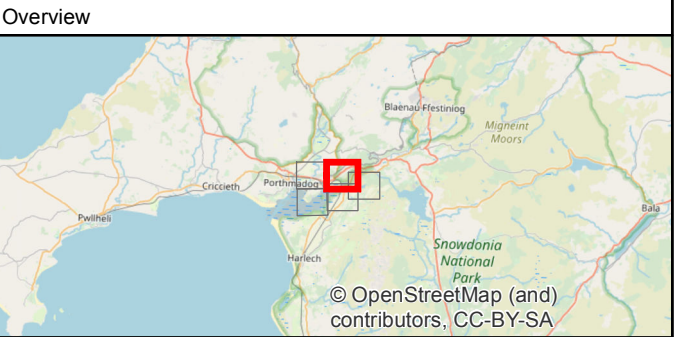 Overview
Blaenau Ffestiniog
Migneint
Moors
Porthmadog
Criccieth
Pwllheli
Bala
Snowdonia
National
Park
Harlech
© OpenStreetMap (and)
contributors, CC-BY-SA